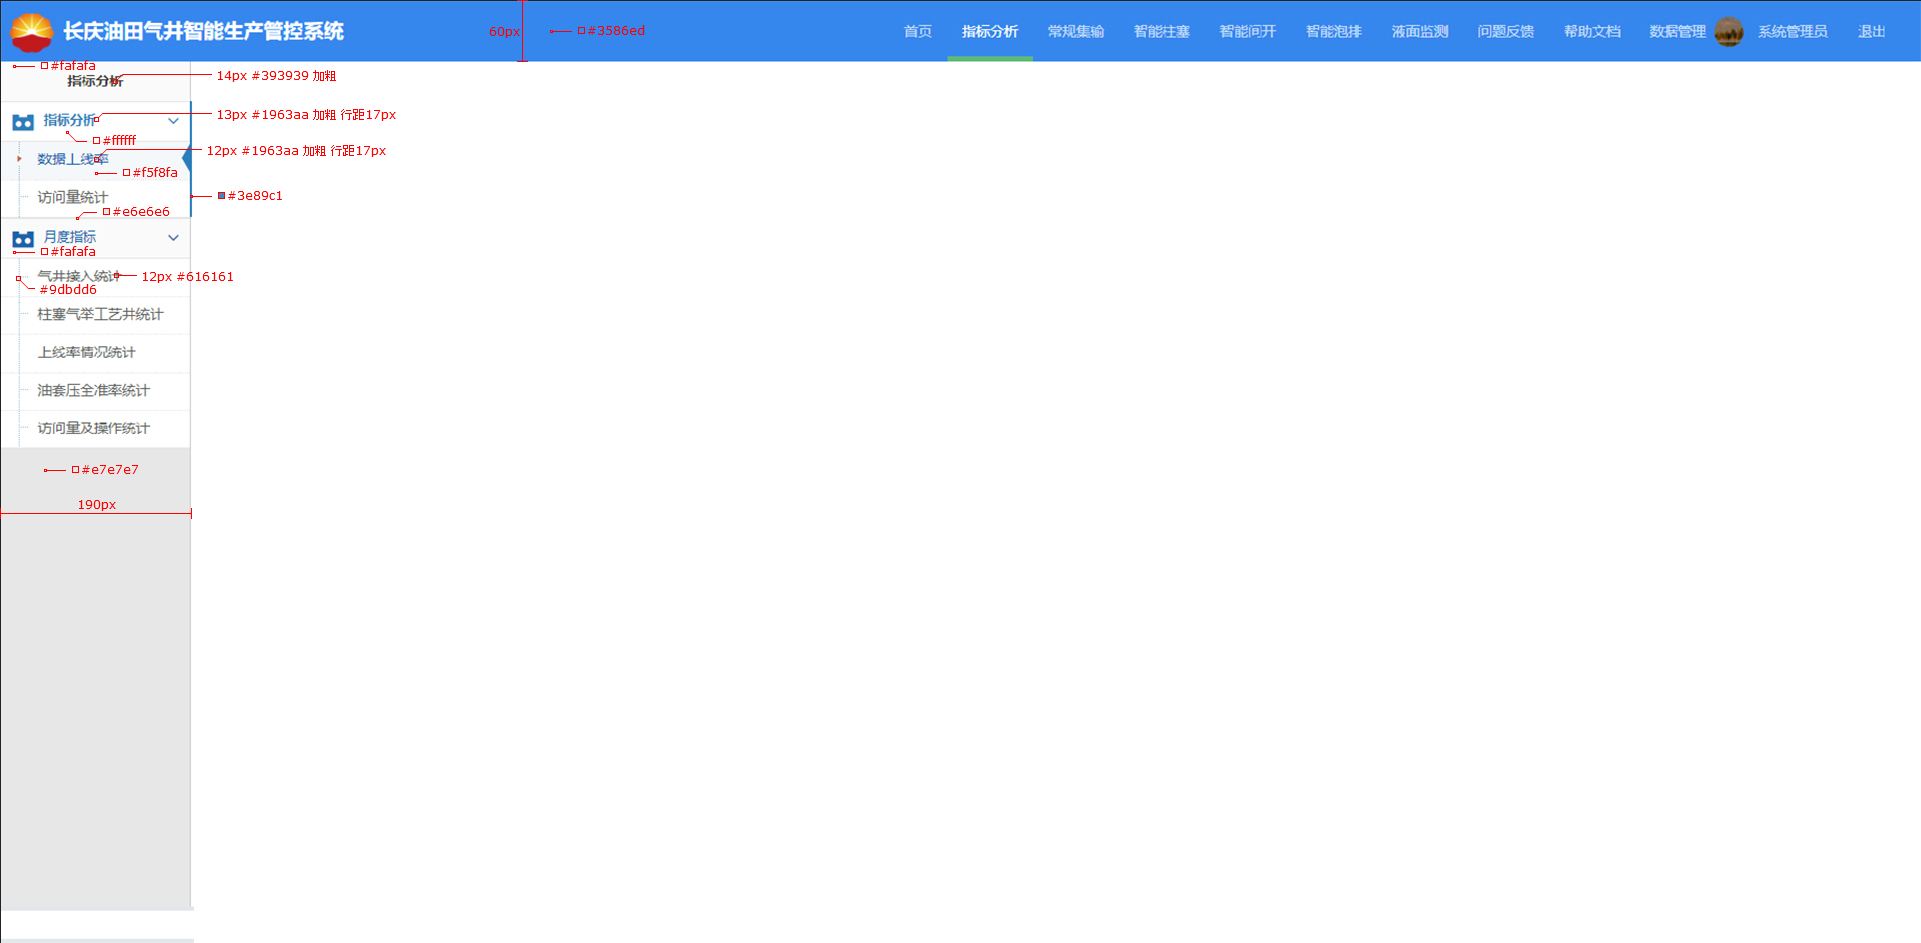 长庆油田气井智能生产管控系统
60px
#3586ed
首页 指标分析 常规集输 智能柱塞 智能间开 智能泡排 液面监测 问题反馈 帮助文档 数据管理 系统管理员 退出
#fafafa
指标分析
14px #393939 加粗
指标分析
13px #1963aa 加粗 行距17px
#ffffff
数据上线率
12px #1963aa 加粗 行距17px
#f5f8fa
访问量统计
#3e89c1
#e6e6e6
月度指标
#fafafa
气井接入统计
12px #616161
#9dbdd6
柱塞气举工艺井统计
上线率情况统计
油套压全准率统计
访问量及操作统计
#e7e7e7
190px